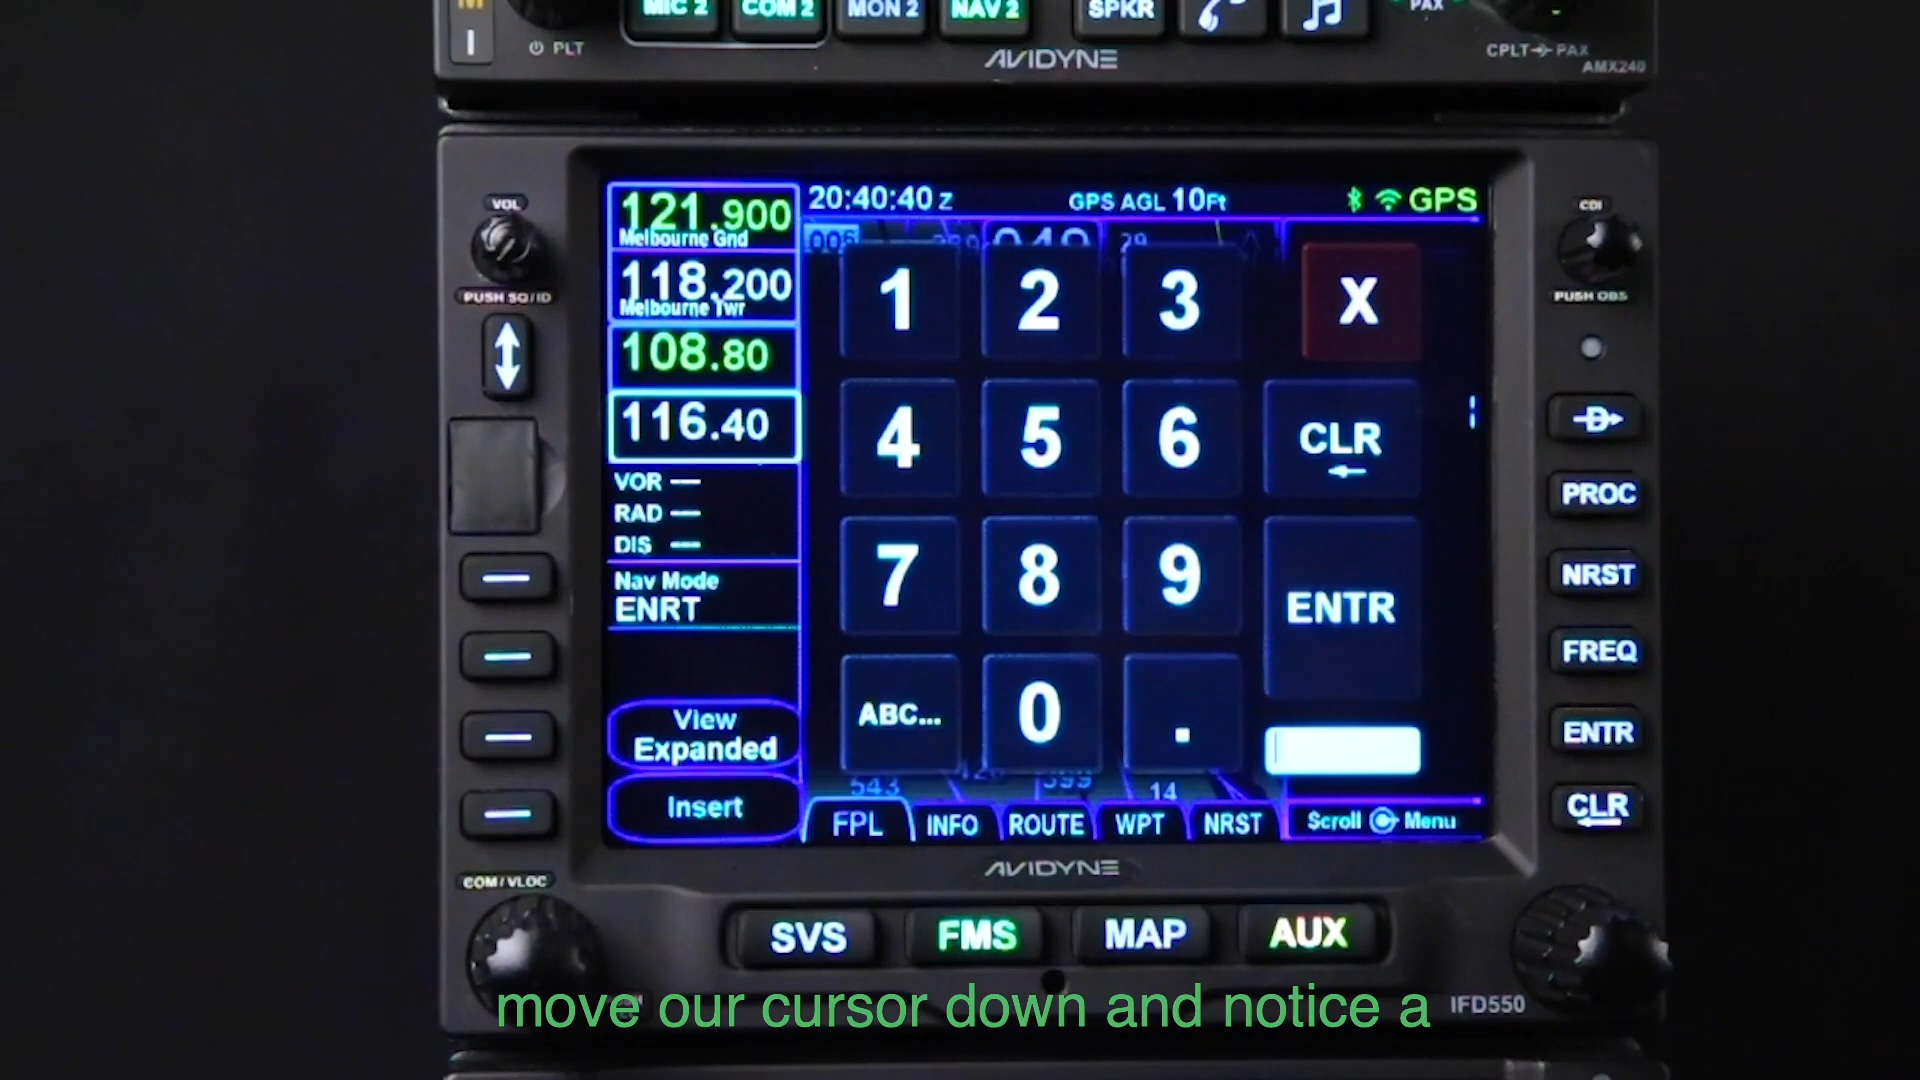 MIC 2 COM 2 MON 2 NAV 2 SPKR PAX
PLT
AVIDYNE
CPLT PAX
AMX240
VOL
PUSH SQ/ID
121.900
Melbourne Gnd
118.200
Melbourne Twr
108.80
116.40
VOR ---
RAD ---
DIS ---
Nav Mode
ENRT
View
Expanded
Insert
20:40:40 Z GPS AGL 10Ft GPS
1 2 3 X
4 5 6 CLR
7 8 9 ENTR
ABC... 0 .
543 399 14
FPL INFO ROUTE WPT NRST Scroll Menu
CDI
PUSH OBS
D
PROC
NRST
FREQ
ENTR
CLR
AVIDYNE
COM/VLOC
SVS FMS MAP AUX
IFD550
move our cursor down and notice a